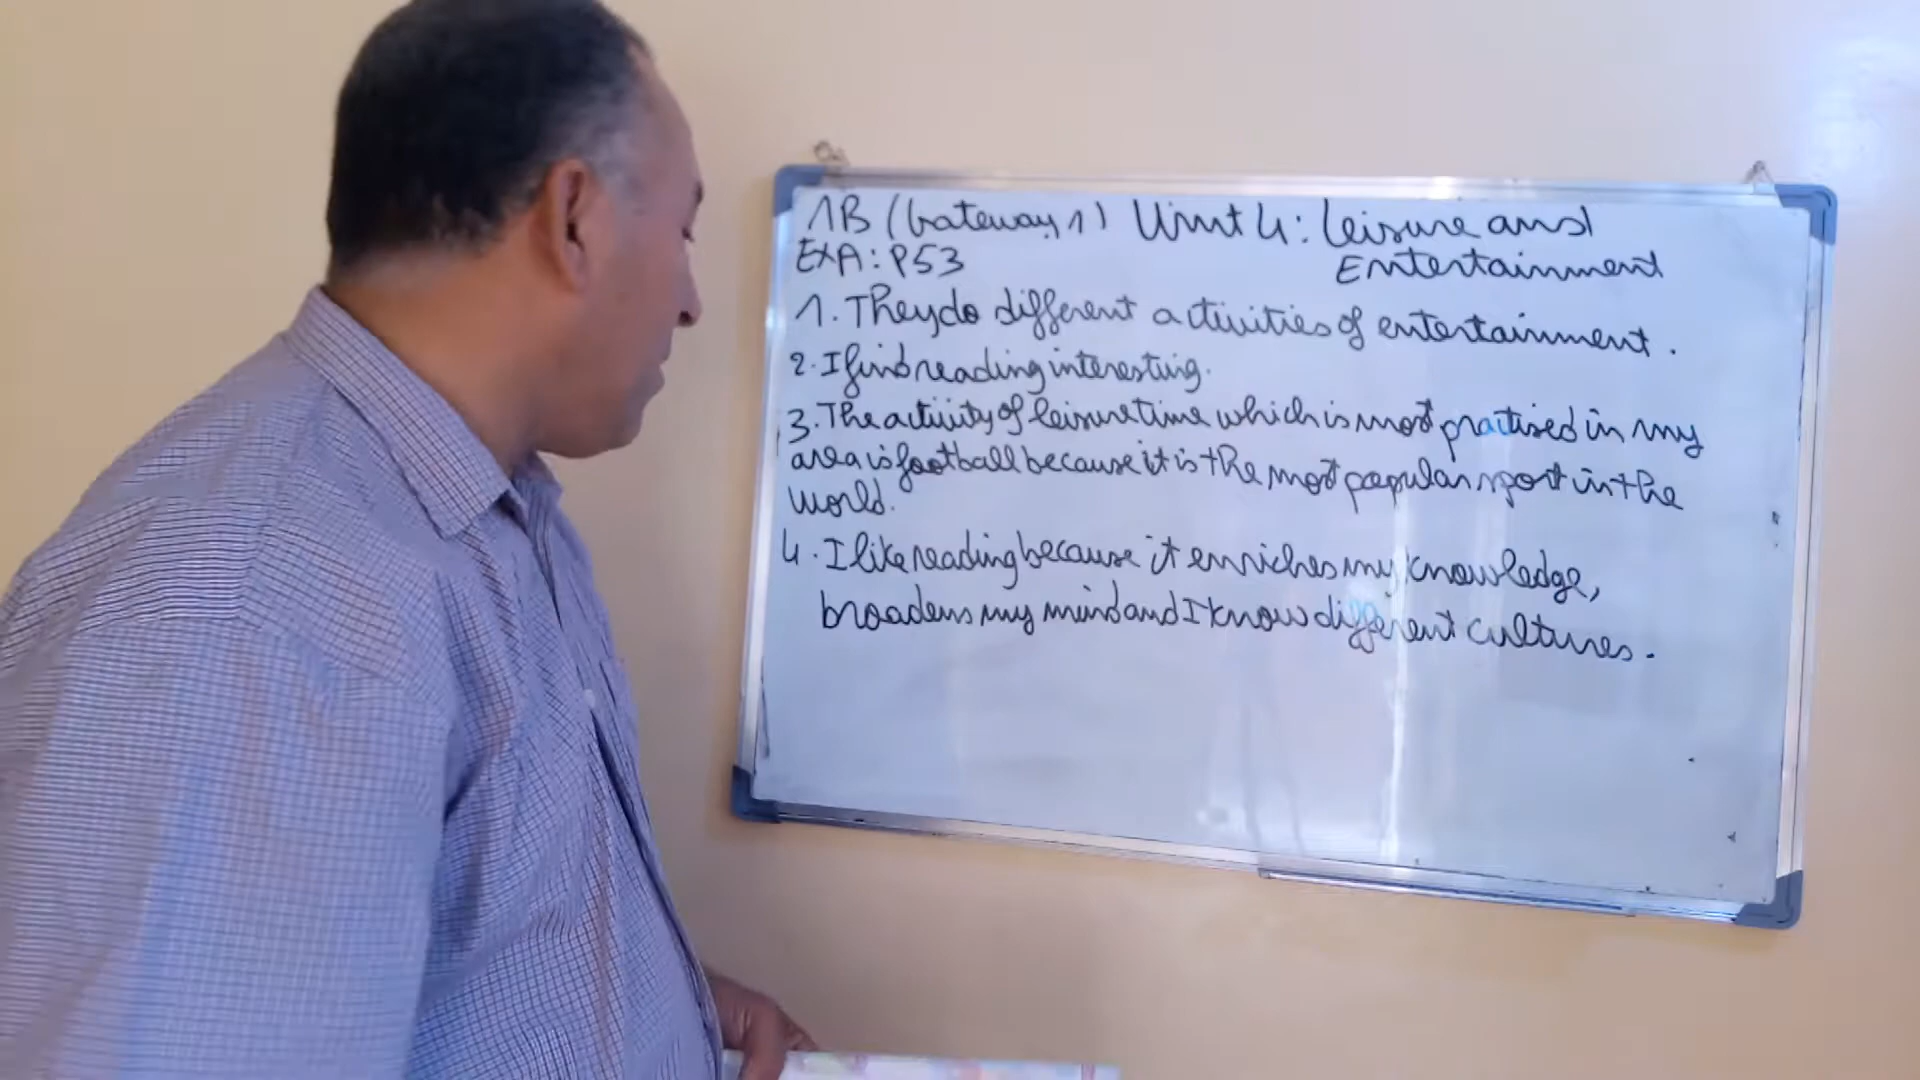 1B (Gateway 1) Unit 4: Leisure and
Entertainment
EXA: P53
1. They do different activities of entertainment.
2. I find reading interesting.
3. The activity of leisure time which is most practised in my
area is football because it is the most popular sport in the
world.
4. I like reading because it enriches my knowledge,
broadens my mind and I know different cultures.